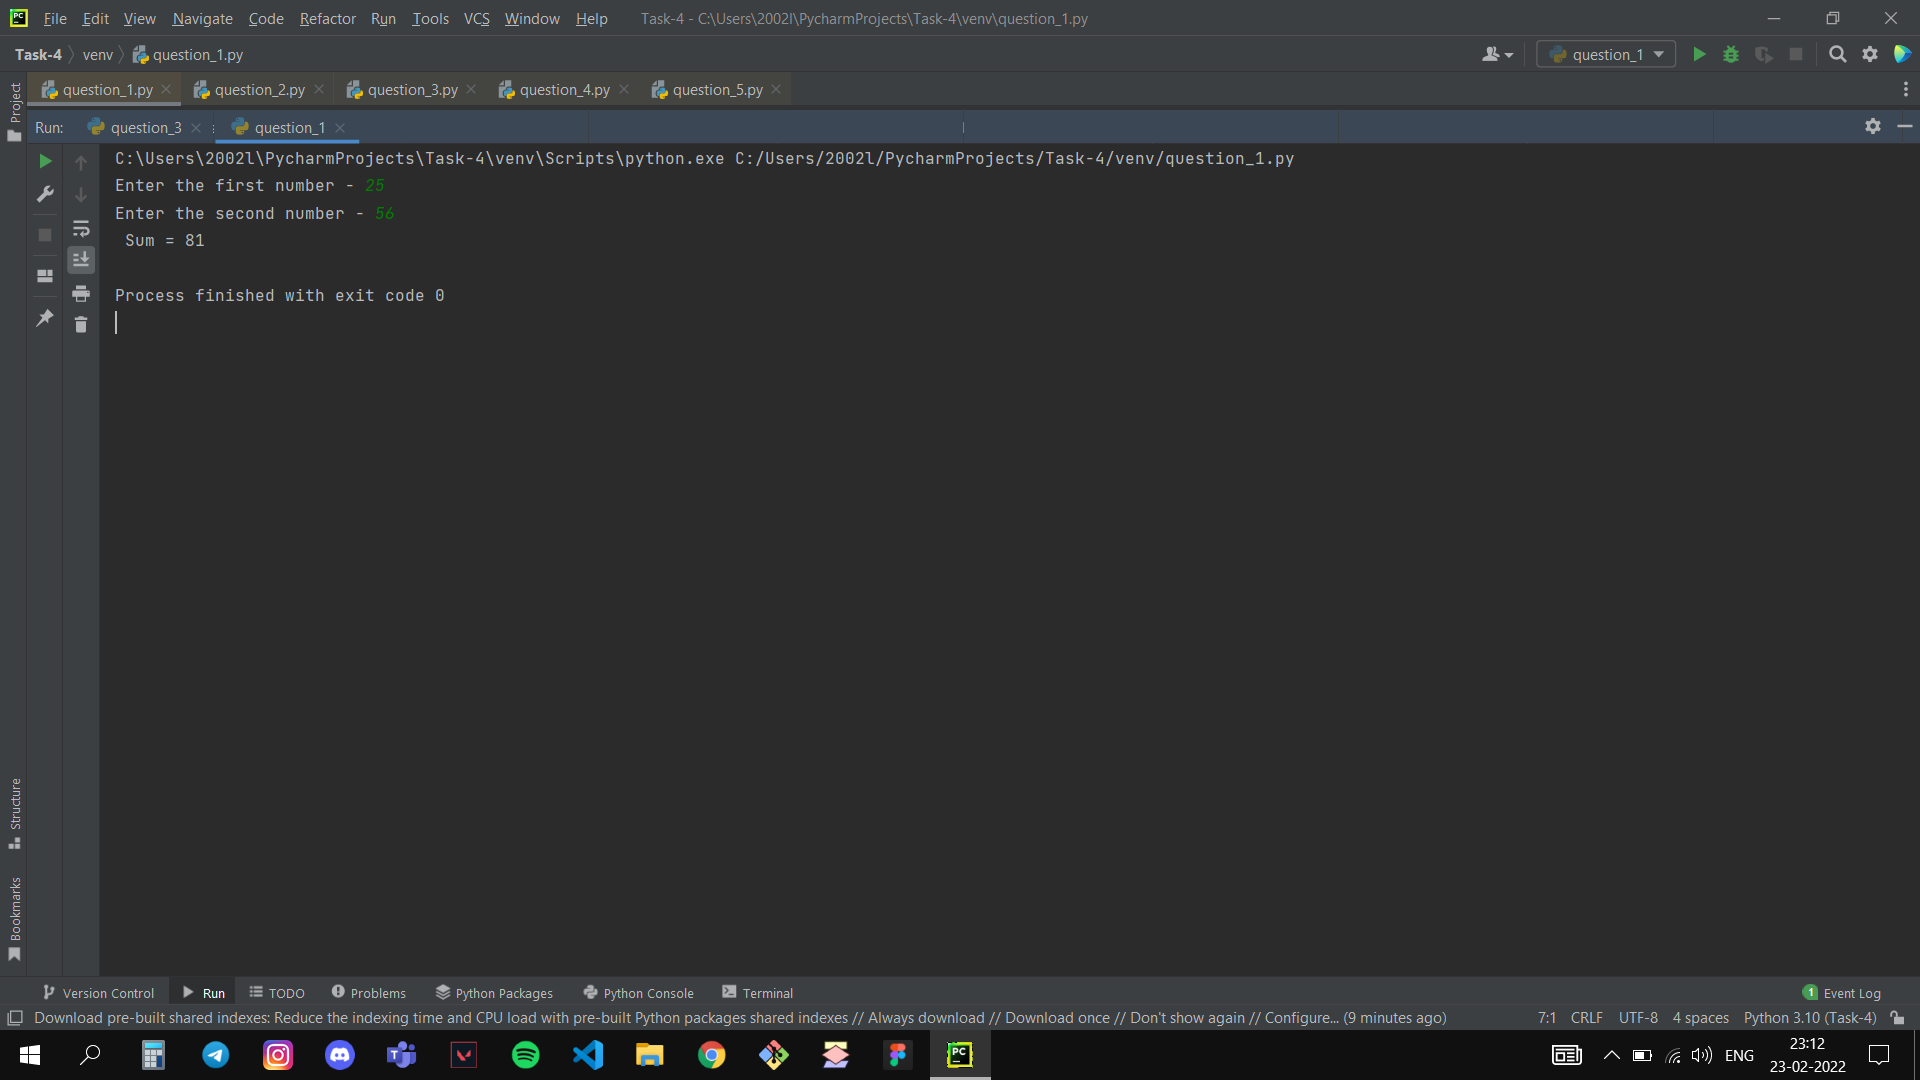 File Edit View Navigate Code Refactor Run Tools VCS Window Help Task-4 - C:\Users\2002l\PycharmProjects\Task-4\venv\question_1.py
Task-4 venv question_1.py question_1
question_1.py question_2.py question_3.py question_4.py question_5.py
Project
Run: question_3 question_1
C:\Users\2002l\PycharmProjects\Task-4\venv\Scripts\python.exe C:/Users/2002l/PycharmProjects/Task-4/venv/question_1.py
Enter the first number - 25
Enter the second number - 56
Sum = 81
Process finished with exit code 0
Structure
Bookmarks
Version Control Run TODO Problems Python Packages Python Console Terminal 1 Event Log
Download pre-built shared indexes: Reduce the indexing time and CPU load with pre-built Python packages shared indexes // Always download // Download once // Don't show again // Configure... (9 minutes ago) 7:1 CRLF UTF-8 4 spaces Python 3.10 (Task-4)
PC ENG 23:12
23-02-2022